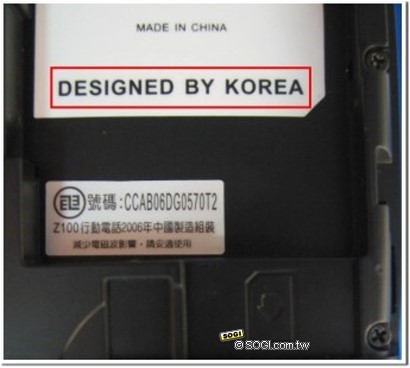 MADE IN CHINA
DESIGNED BY KOREA
號碼:CCAB06DG0570T2
Z100行動電話2006年中國製造組裝
減少電磁波影響,請妥適使用
SOGI
© SOGI.com.tw